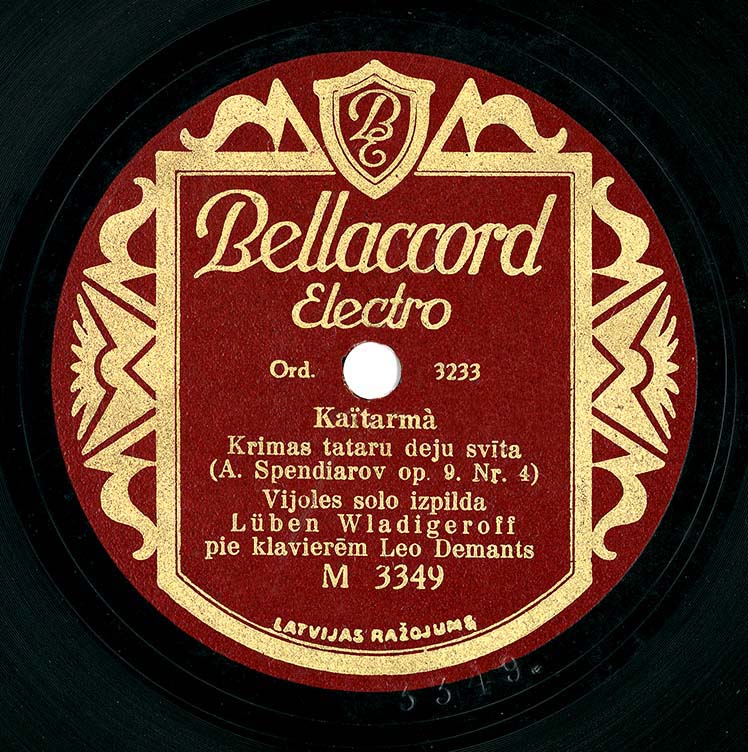 BE
Bellaccord
Electro
Ord. 3233
Kaïtarmà
Krimas tataru deju svīta
(A. Spendiarov op. 9. Nr. 4)
Vijoles solo izpilda
Lüben Wladigeroff
pie klavierēm Leo Demants
M 3349
LATVIJAS RAŽOJUMS
3349